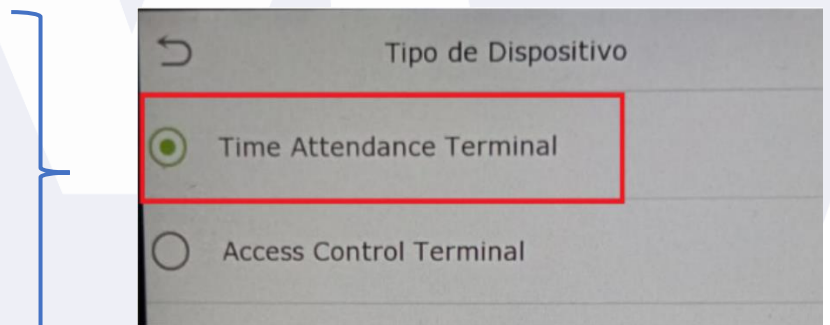 Tipo de Dispositivo
Time Attendance Terminal
Access Control Terminal